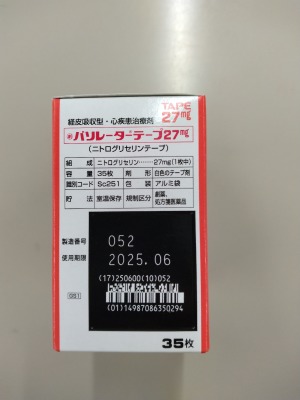 TAPE
27mg
経皮吸収型・心疾患治療剤
バソレーターテープ27mg
(ニトログリセリンテープ)
組 成 ニトログリセリン……27mg(1枚中)
容 量 35枚 剤 形 白色のテープ剤
識別コード Sc251 包 装 アルミ袋
貯 法 室温保存 規制区分 劇薬、処方箋医薬品
製造番号 052
使用期限 2025.06
(17)250600(10)052
(01)14987086350294
35枚